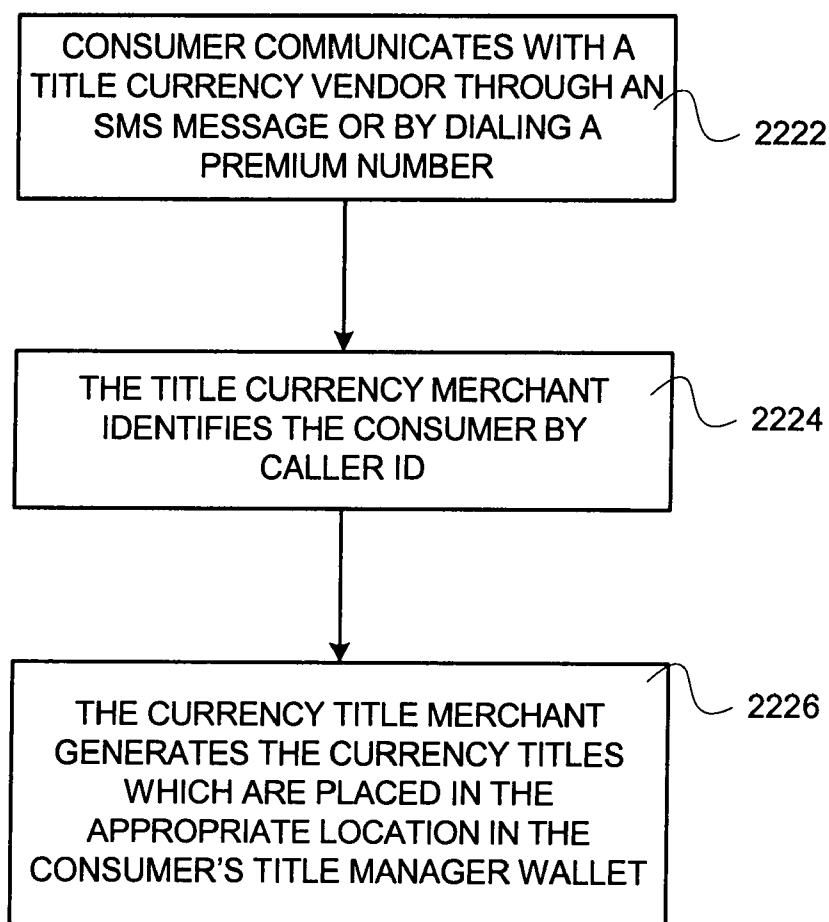 CONSUMER COMMUNICATES WITH A
TITLE CURRENCY VENDOR THROUGH AN
SMS MESSAGE OR BY DIALING A
PREMIUM NUMBER
2222
THE TITLE CURRENCY MERCHANT
IDENTIFIES THE CONSUMER BY
CALLER ID
2224
THE CURRENCY TITLE MERCHANT
GENERATES THE CURRENCY TITLES
WHICH ARE PLACED IN THE
APPROPRIATE LOCATION IN THE
CONSUMER'S TITLE MANAGER WALLET
2226